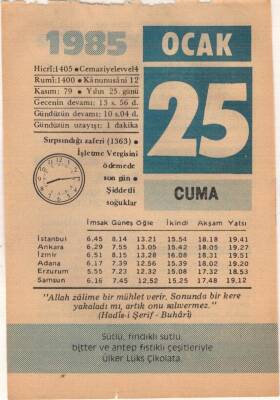 1985
OCAK
25
CUMA
Hicrî:1405 • Cemaziyelevvel4
Rumî:1400 • Kânunusâni 12
Kasım: 79 • Yılın 25. günü
Gecenin devamı: 13 s. 56 d.
Gündüzün devamı: 10 s.04 d.
Gündüzün uzayışı: 1 dakika
Sırpsındığı zaferi (1363) •
İşletme Vergisini
ödemede
son gün •
Şiddetli
soğuklar
İmsak Güneş Öğle İkindi Akşam Yatsı
İstanbul 6.45 8.14 13.21 15.54 18.18 19.41
Ankara 6.29 7.55 13.05 15.42 18.05 19.27
İzmir 6.51 8.15 13.28 16.08 18.31 19.51
Adana 6.17 7.39 12.56 15.39 18.02 19.20
Erzurum 5.55 7.23 12.32 15.08 17.32 18.53
Samsun 6.16 7.45 12.52 15.25 17.48 19.12
"Allah zâlime bir mühlet verir. Sonunda bir kere
yakaladı mı, artık onu salıvermez."
(Hadîs-i Şerif - Buhârî)
Sütlü, fındıklı sütlü,
bitter ve antep fıstıklı çeşitleriyle
Ülker Lüks Çikolata.